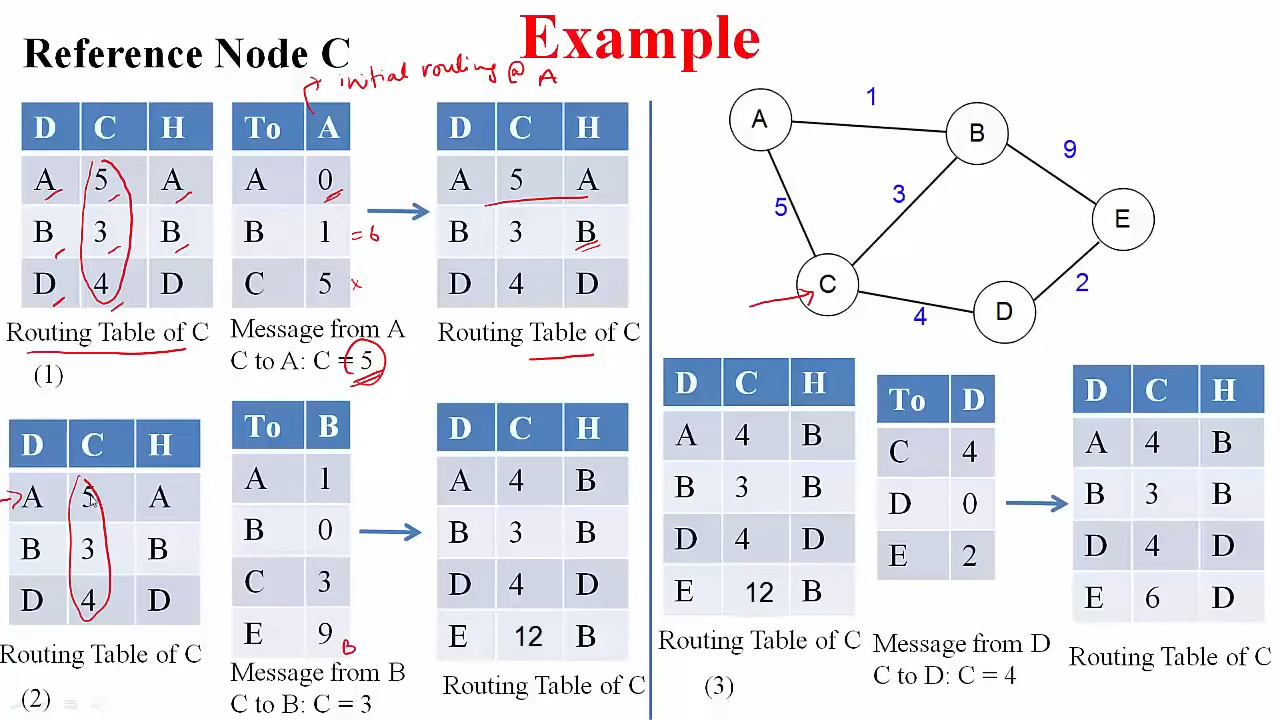 Example
Reference Node C
initial routing @ A
D C H
A 5 A
B 3 B
D 4 D
Routing Table of C
(1)
To A
A 0
B 1 = 6
C 5 x
Message from A
C to A: C = 5
D C H
A 5 A
B 3 B
D 4 D
Routing Table of C
D C H
A 5 A
B 3 B
D 4 D
Routing Table of C
(2)
To B
A 1
B 0
C 3
E 9 B
Message from B
C to B: C = 3
D C H
A 4 B
B 3 B
D 4 D
E 12 B
Routing Table of C
A
1
B
9
5
3
E
C
4
D
2
D C H
A 4 B
B 3 B
D 4 D
E 12 B
Routing Table of C
(3)
To D
C 4
D 0
E 2
Message from D
C to D: C = 4
D C H
A 4 B
B 3 B
D 4 D
E 6 D
Routing Table of C